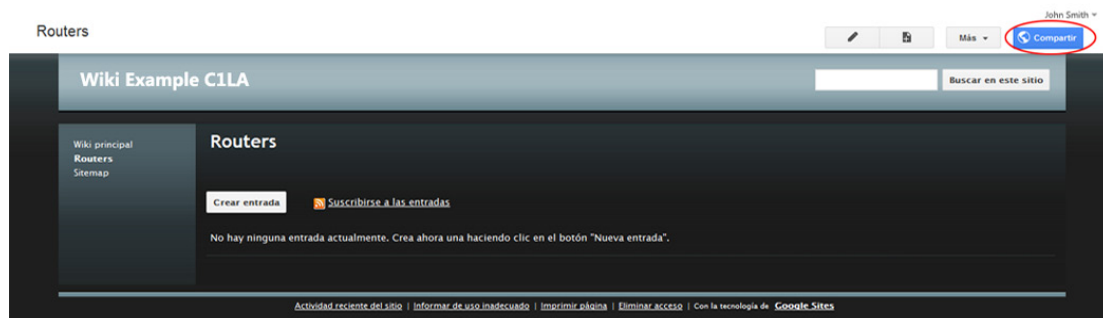 John Smith
Routers
Más
Compartir
Wiki Example C1LA
Buscar en este sitio
Wiki principal
Routers
Sitemap
Routers
Crear entrada
Suscribirse a las entradas
No hay ninguna entrada actualmente. Crea ahora una haciendo clic en el botón "Nueva entrada".
Actividad reciente del sitio | Informar de uso inadecuado | Imprimir página | Eliminar acceso | Con la tecnología de Google Sites